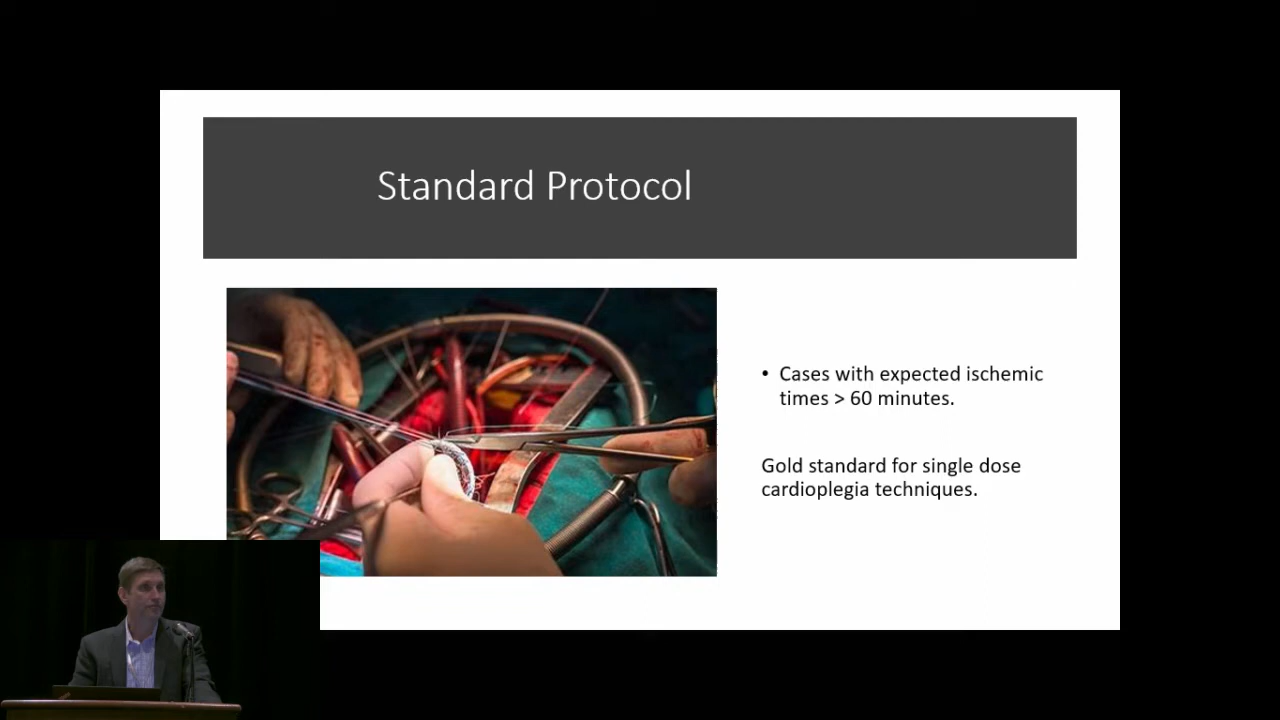 Standard Protocol
• Cases with expected ischemic
times > 60 minutes.
Gold standard for single dose
cardioplegia techniques.